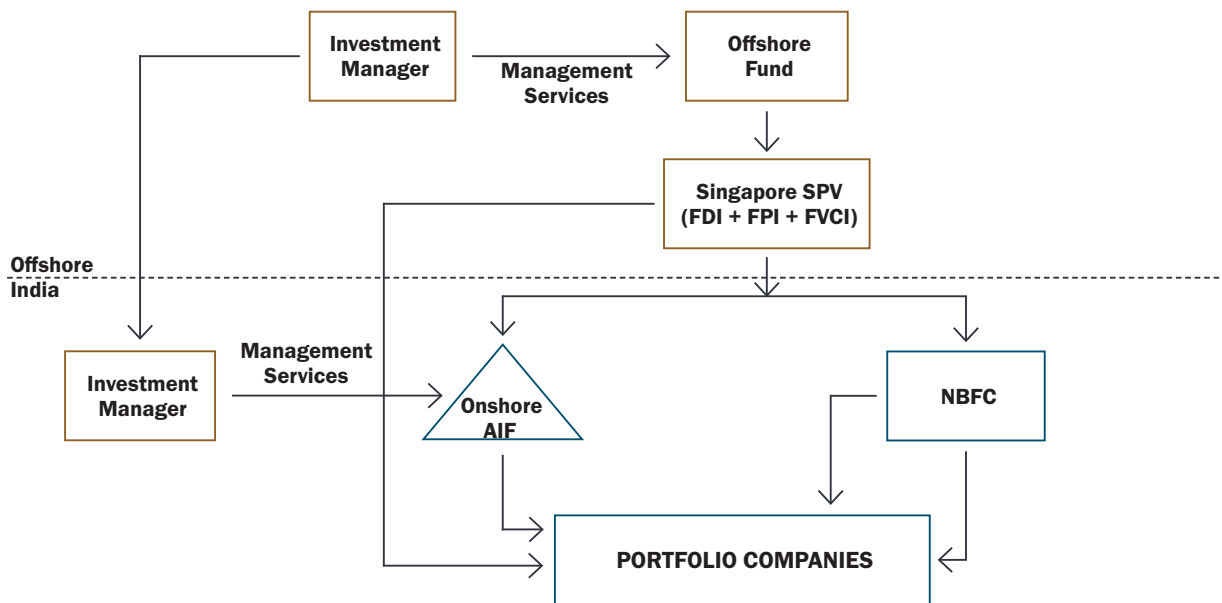 Investment
Manager
Management
Services
Offshore
Fund
Singapore SPV
(FDI + FPI + FVCI)
Offshore
India
Investment
Manager
Management
Services
Onshore
AIF
NBFC
PORTFOLIO COMPANIES